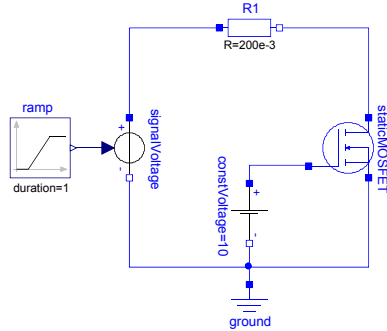 R1
R=200e-3
ramp
duration=1
+
-
signalVoltage
staticMOSFET
constVoltage=10
+
-
ground